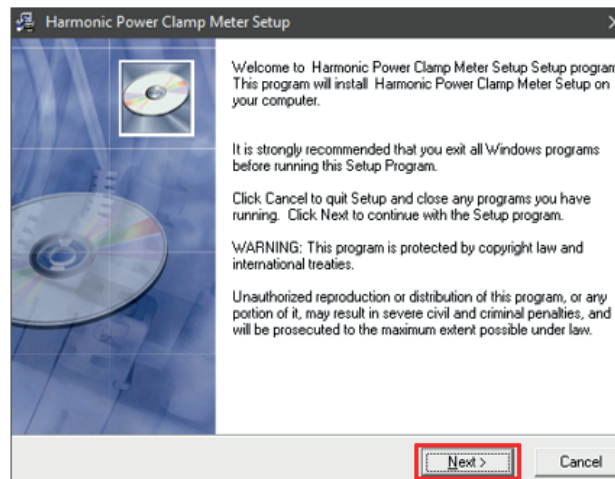 Harmonic Power Clamp Meter Setup
Welcome to Harmonic Power Clamp Meter Setup Setup program
This program will install Harmonic Power Clamp Meter Setup on
your computer.
It is strongly recommended that you exit all Windows programs
before running this Setup Program.
Click Cancel to quit Setup and close any programs you have
running. Click Next to continue with the Setup program.
WARNING: This program is protected by copyright law and
international treaties.
Unauthorized reproduction or distribution of this program, or any
portion of it, may result in severe civil and criminal penalties, and
will be prosecuted to the maximum extent possible under law.
Next >
Cancel